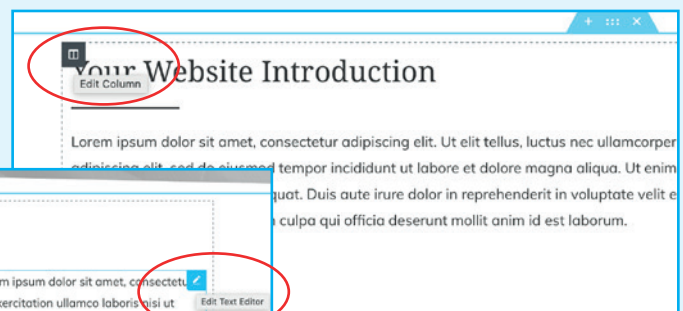 Your Website Introduction
Edit Column
Lorem ipsum dolor sit amet, consectetur adipiscing elit. Ut elit tellus, luctus nec ullamcorper
adipiscing elit, sed do eiusmod tempor incididunt ut labore et dolore magna aliqua. Ut enim
quat. Duis aute irure dolor in reprehenderit in voluptate velit e
culpa qui officia deserunt mollit anim id est laborum.
m ipsum dolor sit amet, consectetu
xercitation ullamco laboris nisi ut
Edit Text Editor